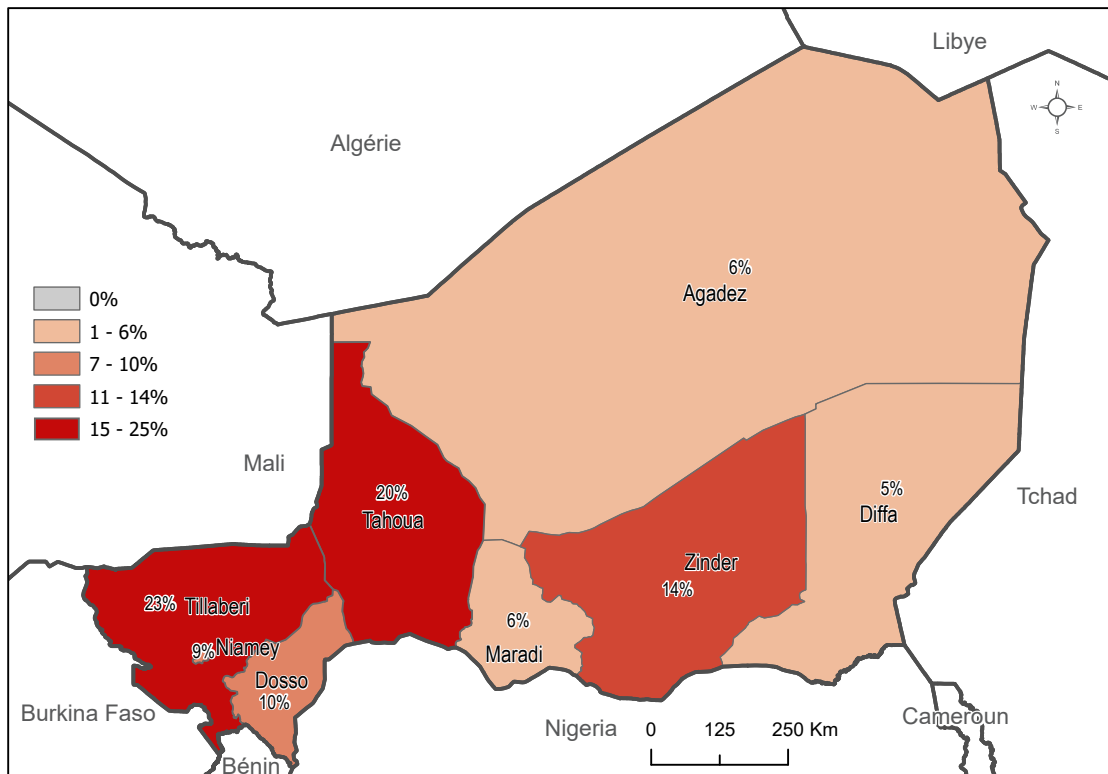 Libye
N
W E
S
Algérie
6%
Agadez
0%
1 - 6%
7 - 10%
11 - 14%
15 - 25%
Mali
Tchad
20%
Tahoua
5%
Diffa
Zinder
14%
23% Tillaberi
6%
Maradi
9% Niamey
Dosso
10%
Burkina Faso
Nigeria
Cameroun
0 125 250 Km
Bénin